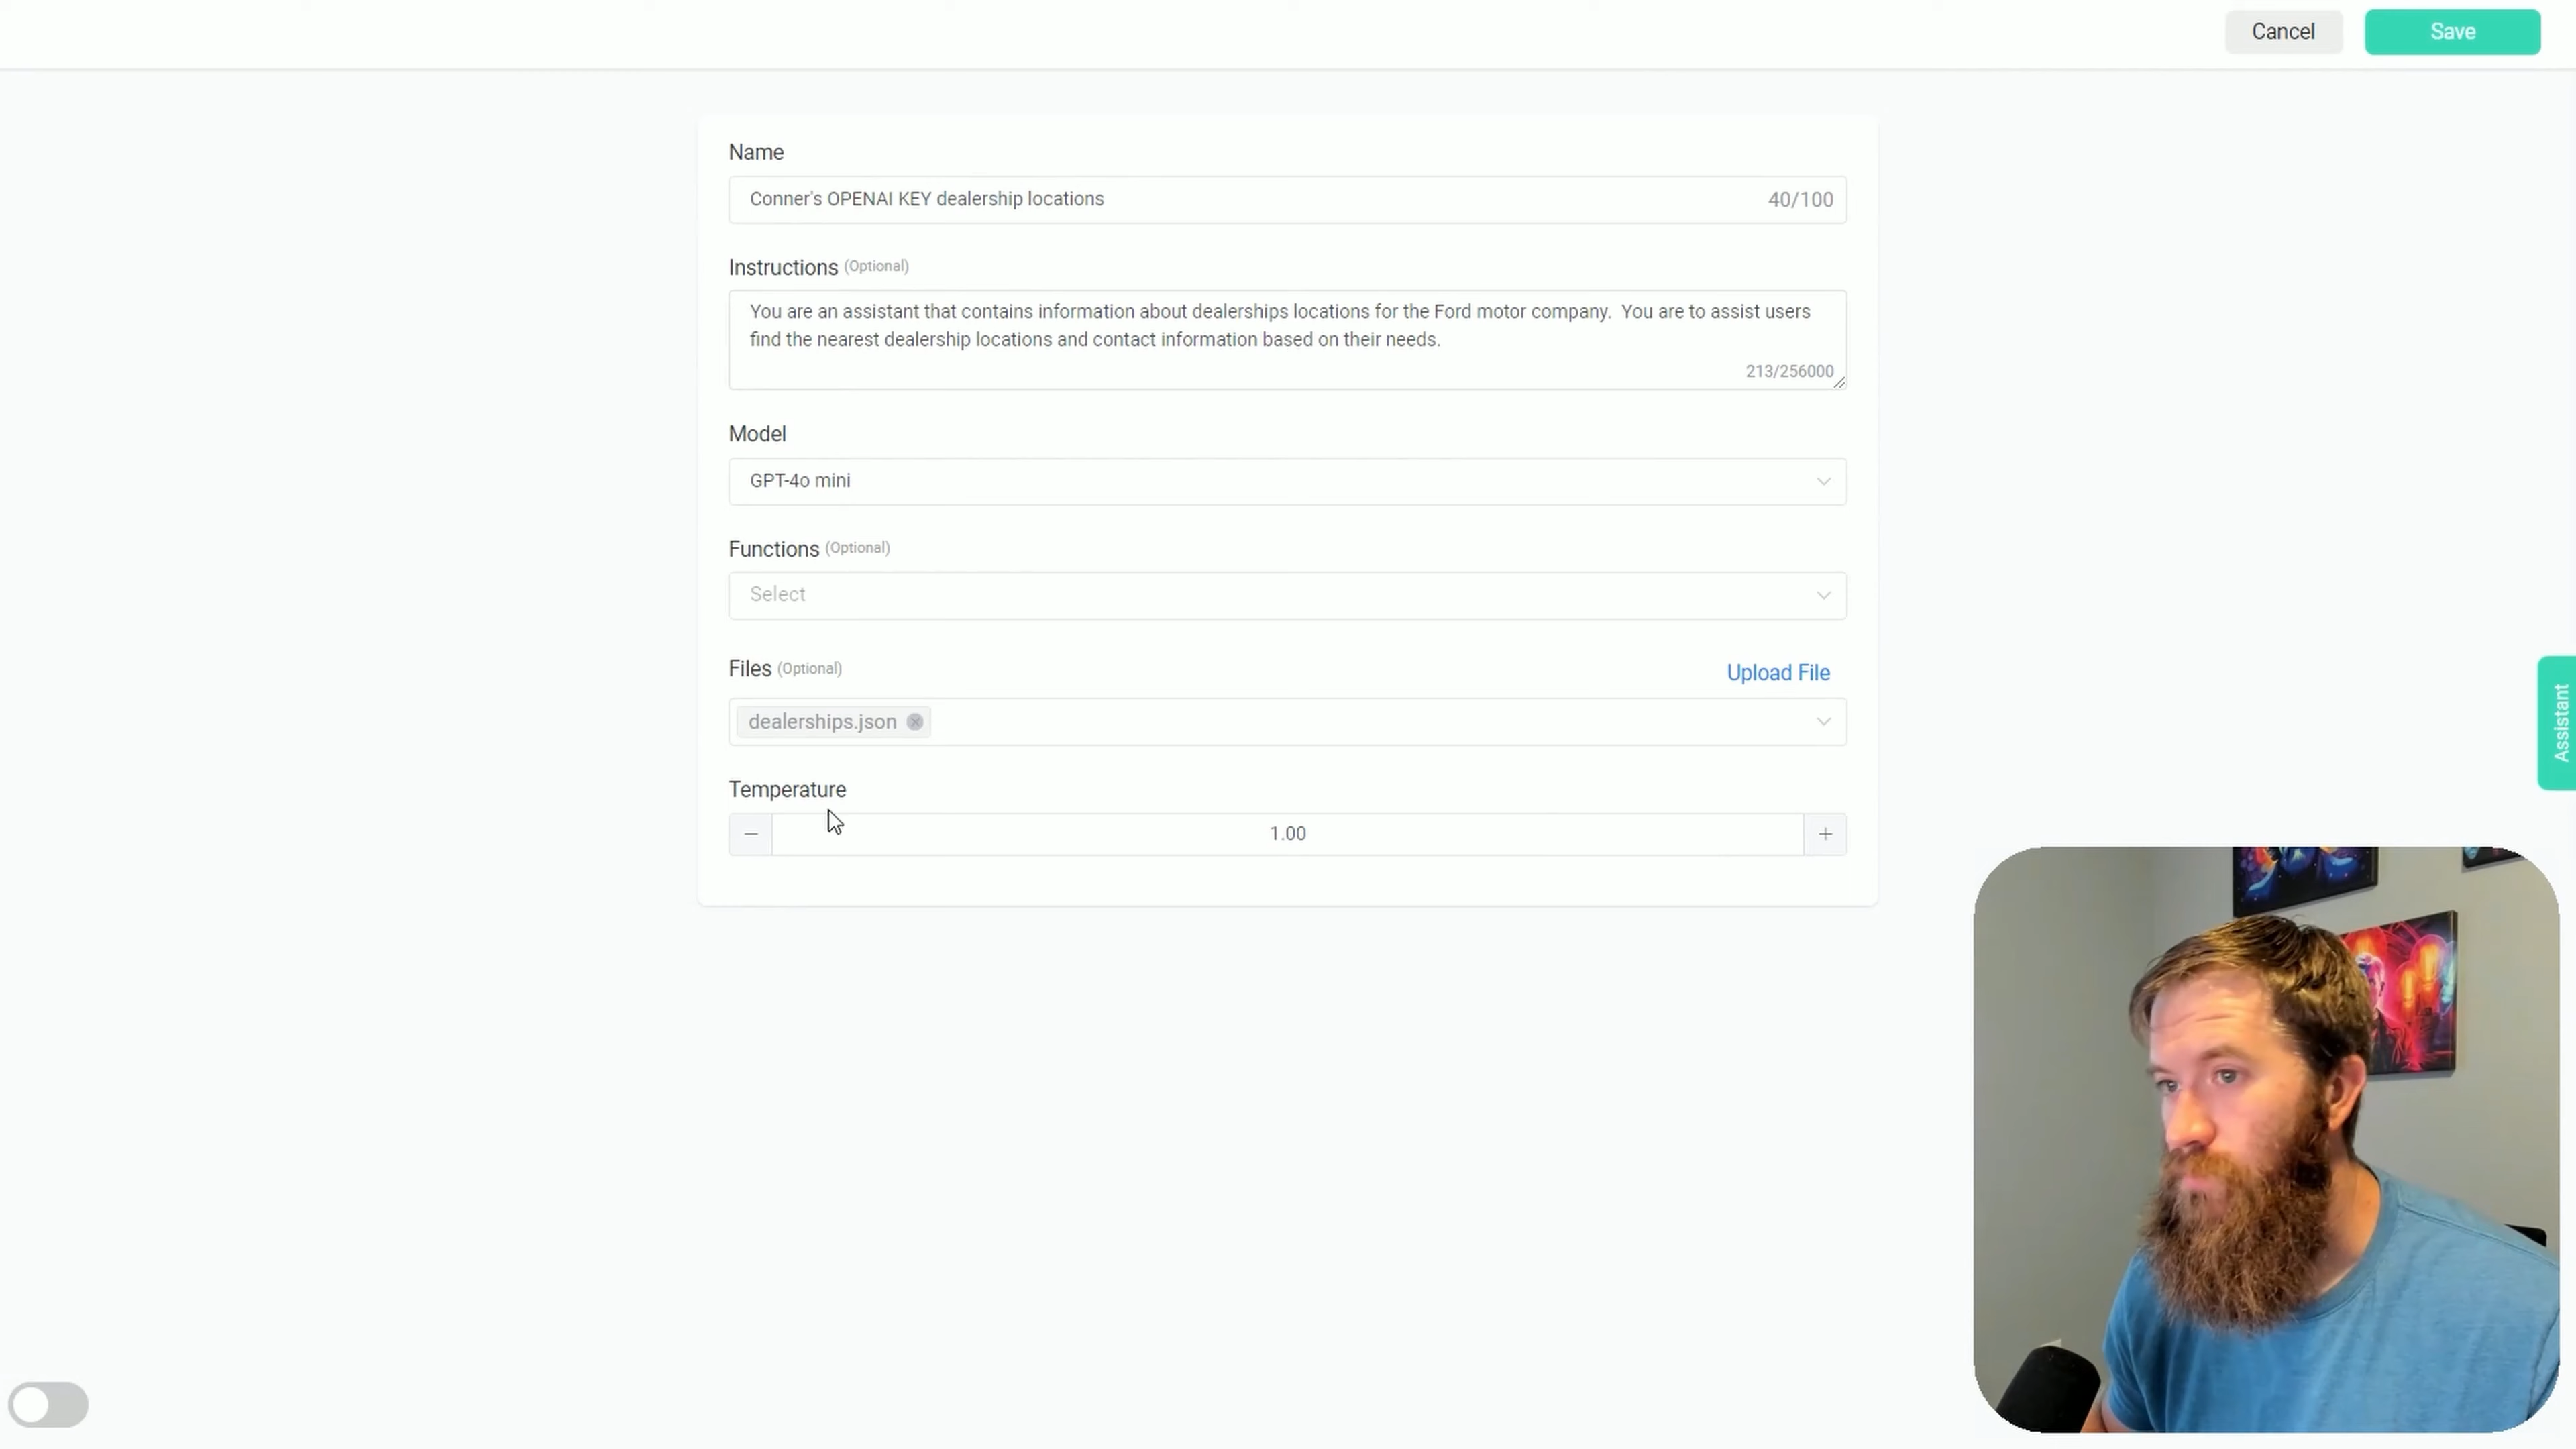 Cancel
Save
Name
Conner's OPENAI KEY dealership locations
40/100
Instructions (Optional)
You are an assistant that contains information about dealerships locations for the Ford motor company.  You are to assist users
find the nearest dealership locations and contact information based on their needs.
213/256000
Model
GPT-4o mini
Functions (Optional)
Select
Files (Optional)
Upload File
dealerships.json
Assistant
Temperature
1.00